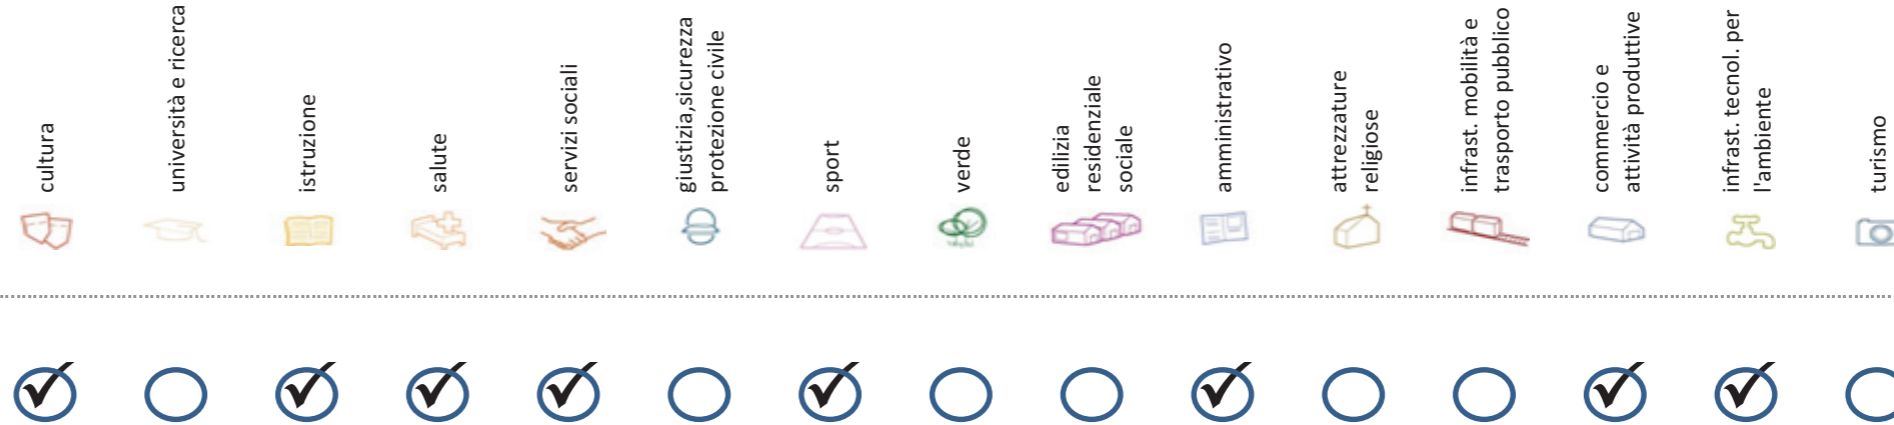 cultura
università e ricerca
istruzione
salute
servizi sociali
giustizia,sicurezza
protezione civile
sport
verde
edilizia
residenziale
sociale
amministrativo
attrezzature
religiose
infrast. mobilità e
trasporto pubblico
commercio e
attività produttive
infrast. tecnol. per
l'ambiente
turismo